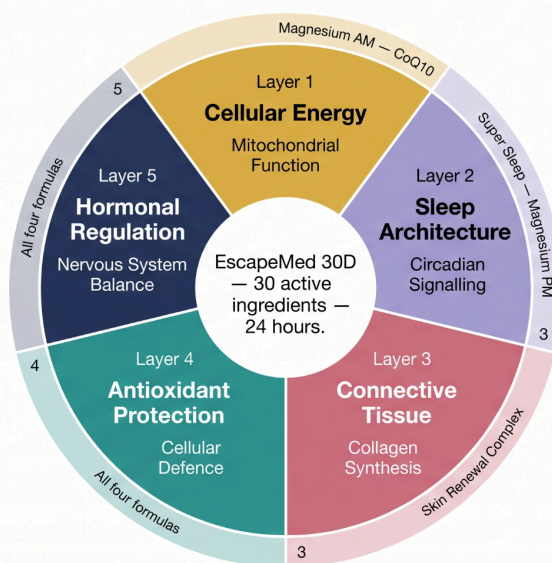 Magnesium AM — CoQ10
Layer 1
Cellular Energy
Mitochondrial
Function
Super Sleep — Magnesium PM
Layer 2
Sleep
Architecture
Circadian
Signalling
3
Skin Renewal Complex
Layer 3
Connective
Tissue
Collagen
Synthesis
3
All four formulas
Layer 4
Antioxidant
Protection
Cellular
Defence
4
All four formulas
Layer 5
Hormonal
Regulation
Nervous System
Balance
5
EscapeMed 30D
— 30 active
ingredients —
24 hours.